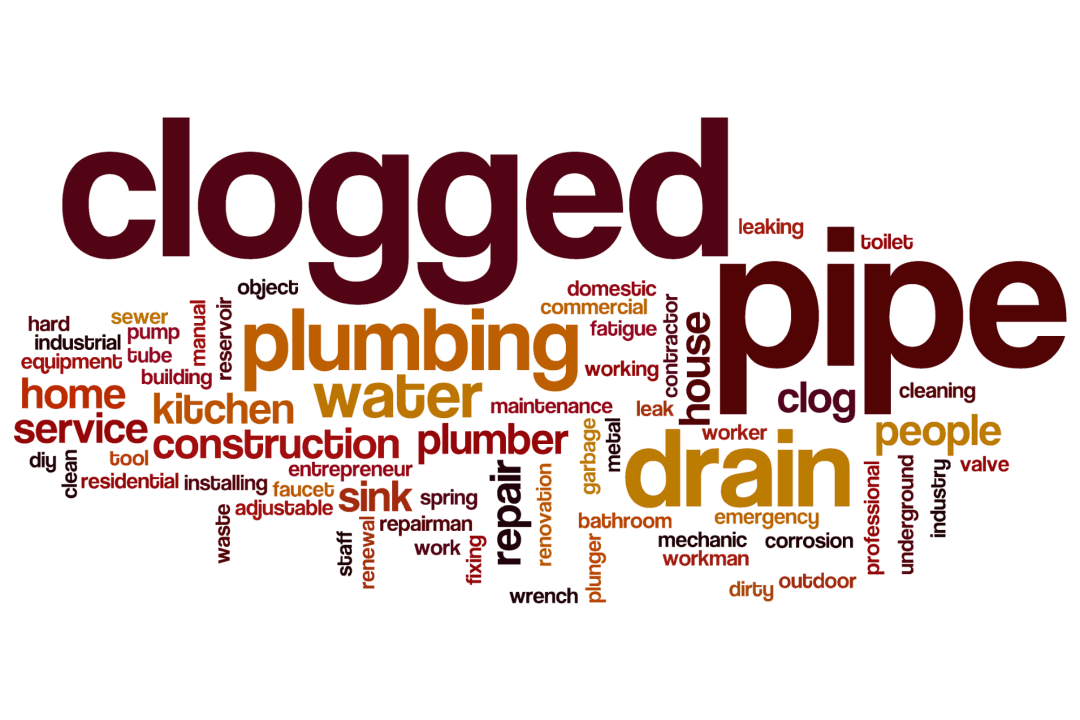 clogged
pipe
leaking
toilet
object
domestic
commercial
fatigue
contractor
house
hard
sewer
pump
manual
reservoir
industrial
equipment
tube
building
plumbing
working
home
kitchen
water
maintenance
leak
clog
cleaning
service
construction
plumber
garbage
metal
worker
drain
people
valve
diy
clean
tool
residential
installing
entrepreneur
faucet
adjustable
sink
spring
repair
renovation
waste
staff
renewal
repairman
work
fixing
wrench
plunger
bathroom
emergency
mechanic
corrosion
workman
dirty
outdoor
professional
underground
industry